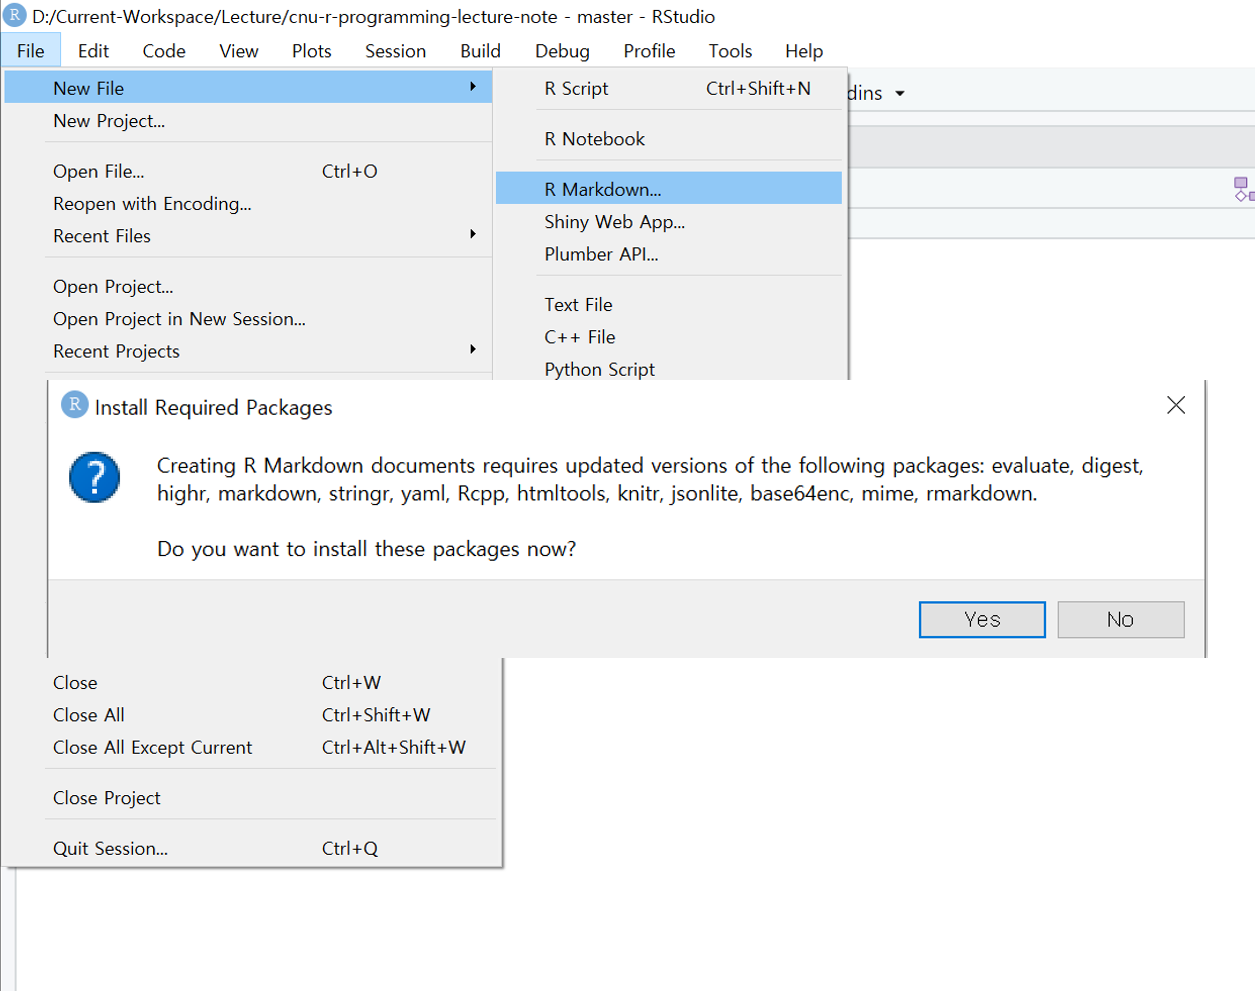 R D:/Current-Workspace/Lecture/cnu-r-programming-lecture-note - master - RStudio
File Edit Code View Plots Session Build Debug Profile Tools Help
New File
New Project...
Open File... Ctrl+O
Reopen with Encoding...
Recent Files
Open Project...
Open Project in New Session...
Recent Projects
R Script Ctrl+Shift+N
R Notebook
R Markdown...
Shiny Web App...
Plumber API...
Text File
C++ File
Python Script
dins
R Install Required Packages
Creating R Markdown documents requires updated versions of the following packages: evaluate, digest,
highr, markdown, stringr, yaml, Rcpp, htmltools, knitr, jsonlite, base64enc, mime, rmarkdown.
Do you want to install these packages now?
Yes No
Close Ctrl+W
Close All Ctrl+Shift+W
Close All Except Current Ctrl+Alt+Shift+W
Close Project
Quit Session... Ctrl+Q